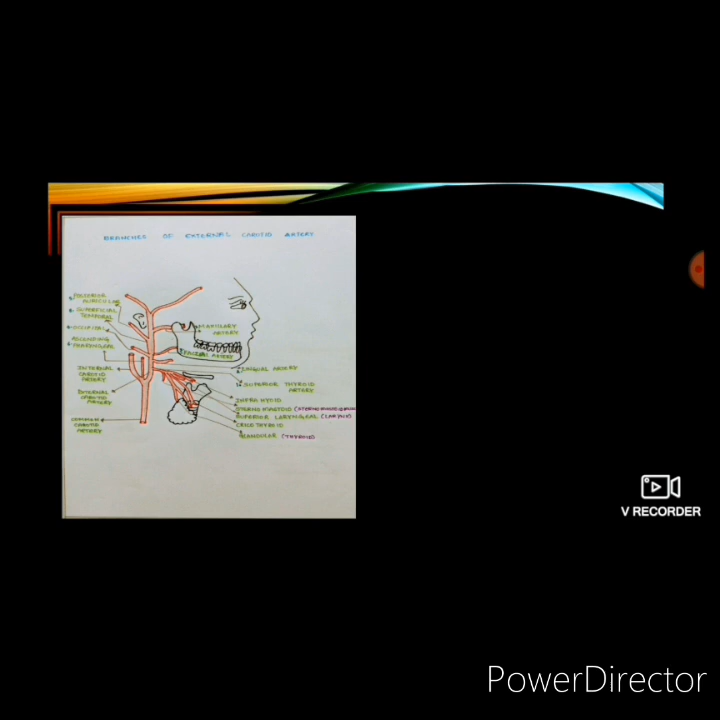 BRANCHES OF EXTERNAL CAROTID ARTERY
POSTERIOR
AURICULAR
SUPERFICIAL
TEMPORAL
OCCIPITAL
ASCENDING
PHARYNGEAL
INTERNAL
CAROTID
ARTERY
EXTERNAL
CAROTID
ARTERY
COMMON
CAROTID
ARTERY
MAXILLARY
ARTERY
FACIAL ARTERY
LINGUAL ARTERY
SUPERIOR THYROID
ARTERY
INFRA HYOID
STERNO MASTOID
SUPERIOR LARYNGEAL (LARYNX)
CRICOTHYROID
GLANDULAR (THYROID)
V RECORDER
PowerDirector